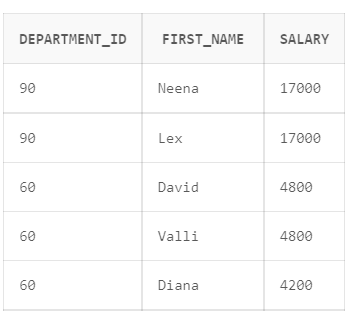 DEPARTMENT_ID FIRST_NAME SALARY
90 Neena 17000
90 Lex 17000
60 David 4800
60 Valli 4800
60 Diana 4200